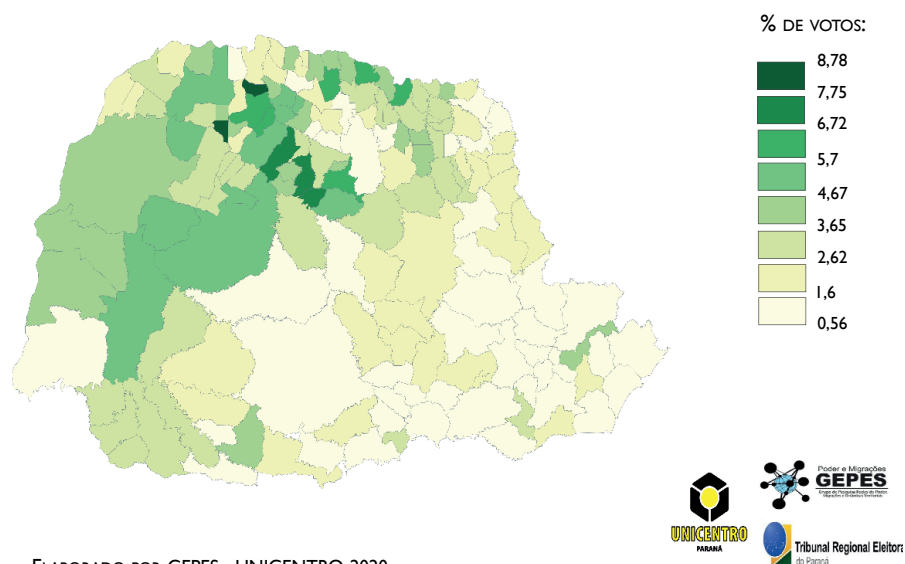 % DE VOTOS:
8,78
7,75
6,72
5,7
4,67
3,65
2,62
1,6
0,56
UNICENTRO
PARANÁ
Poder e Migrações
GEPES
Tribunal Regional Eleitora
do Paraná
ELABORADO POR GEPES - UNICENTRO 2020